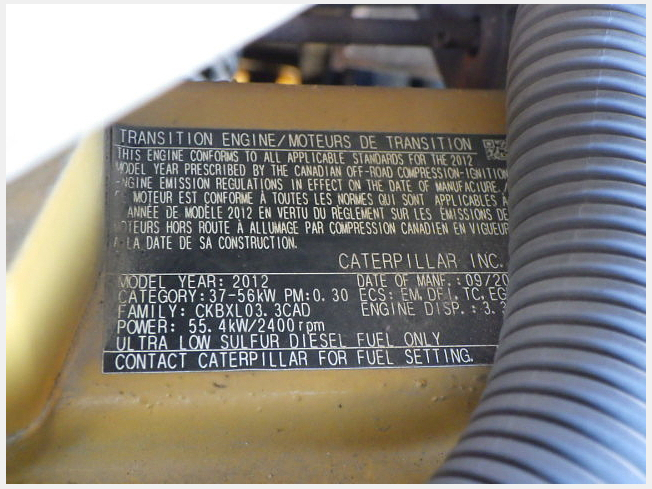 TRANSITION ENGINE/MOTEURS DE TRANSITION
THIS ENGINE CONFORMS TO ALL APPLICABLE STANDARDS FOR THE 2012
MODEL YEAR PRESCRIBED BY THE CANADIAN OFF-ROAD COMPRESSION-IGNITION
ENGINE EMISSION REGULATIONS IN EFFECT ON THE DATE OF MANUFACTURE./
MOTEUR EST CONFORME À TOUTES LES NORMES QUI SONT APPLICABLES À
ANNÉE DE MODÈLE 2012 EN VERTU DU RÈGLEMENT SUR LES ÉMISSIONS DE
MOTEURS HORS ROUTE À ALLUMAGE PAR COMPRESSION CANADIEN EN VIGUEUR
LA DATE DE SA CONSTRUCTION.
CATERPILLAR INC.
MODEL YEAR: 2012 DATE OF MANF.:09/20
CATEGORY:37-56kW PM:0.30 ECS: EM, DFI, TC, EG
FAMILY: CKBXL03.3CAD ENGINE DISP.:3.3
POWER: 55.4kW/2400rpm
ULTRA LOW SULFUR DIESEL FUEL ONLY
CONTACT CATERPILLAR FOR FUEL SETTING.